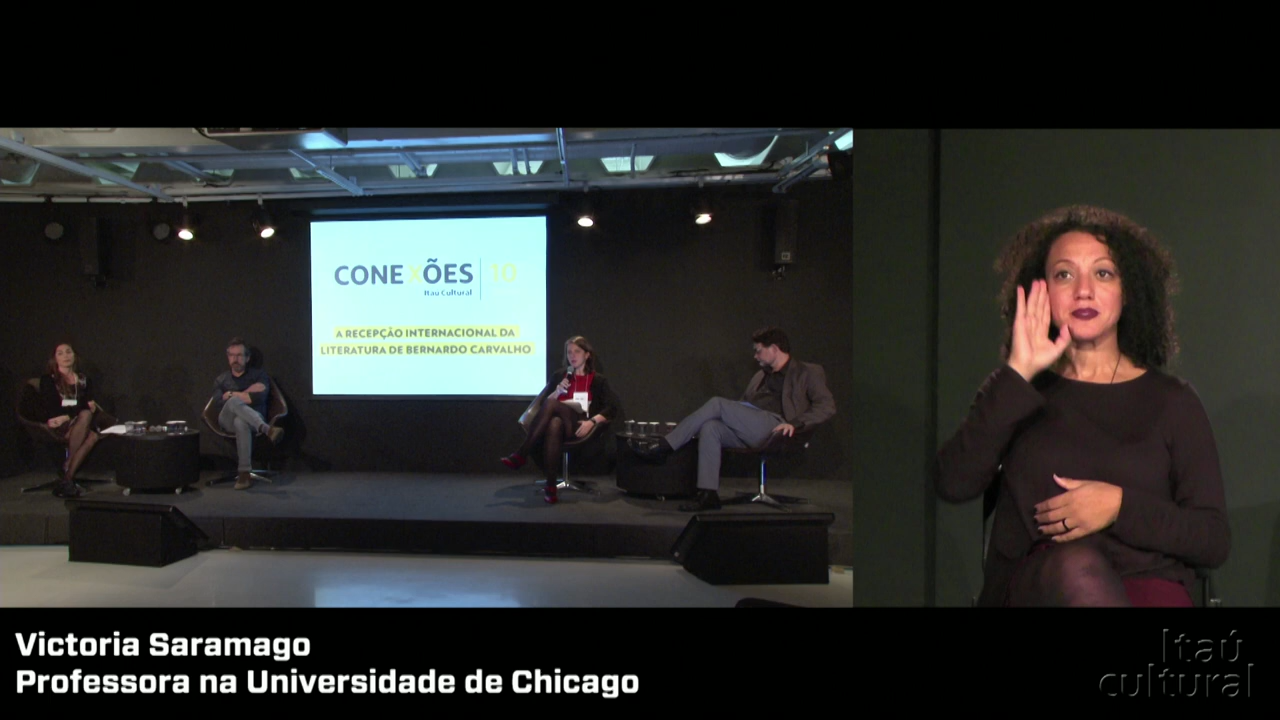 CONEXÕES 10
Itaú Cultural
A RECEPÇÃO INTERNACIONAL DA
LITERATURA DE BERNARDO CARVALHO
Victoria Saramago
Professora na Universidade de Chicago
Itaú
cultural